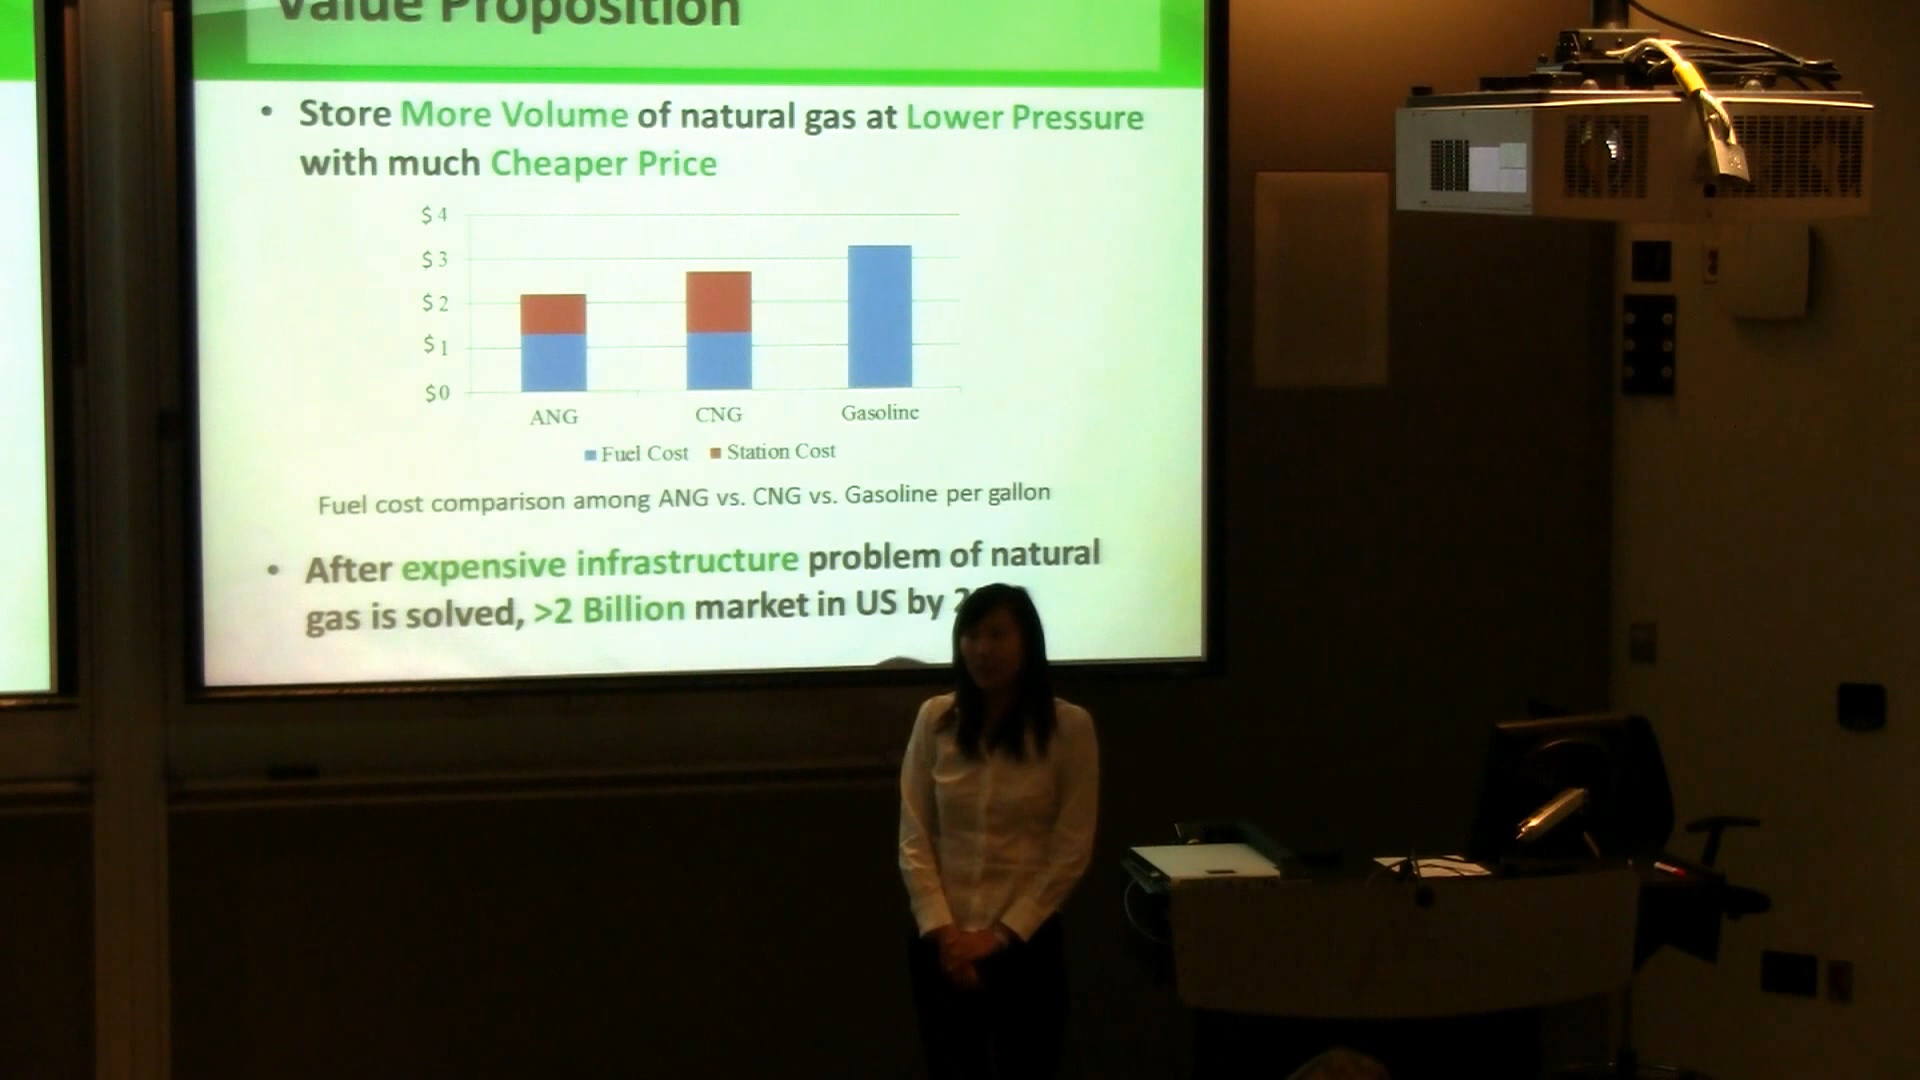 Value Proposition
• Store More Volume of natural gas at Lower Pressure
with much Cheaper Price
$4
$3
$2
$1
$0
ANG CNG Gasoline
Fuel Cost Station Cost
Fuel cost comparison among ANG vs. CNG vs. Gasoline per gallon
• After expensive infrastructure problem of natural
gas is solved, >2 Billion market in US by